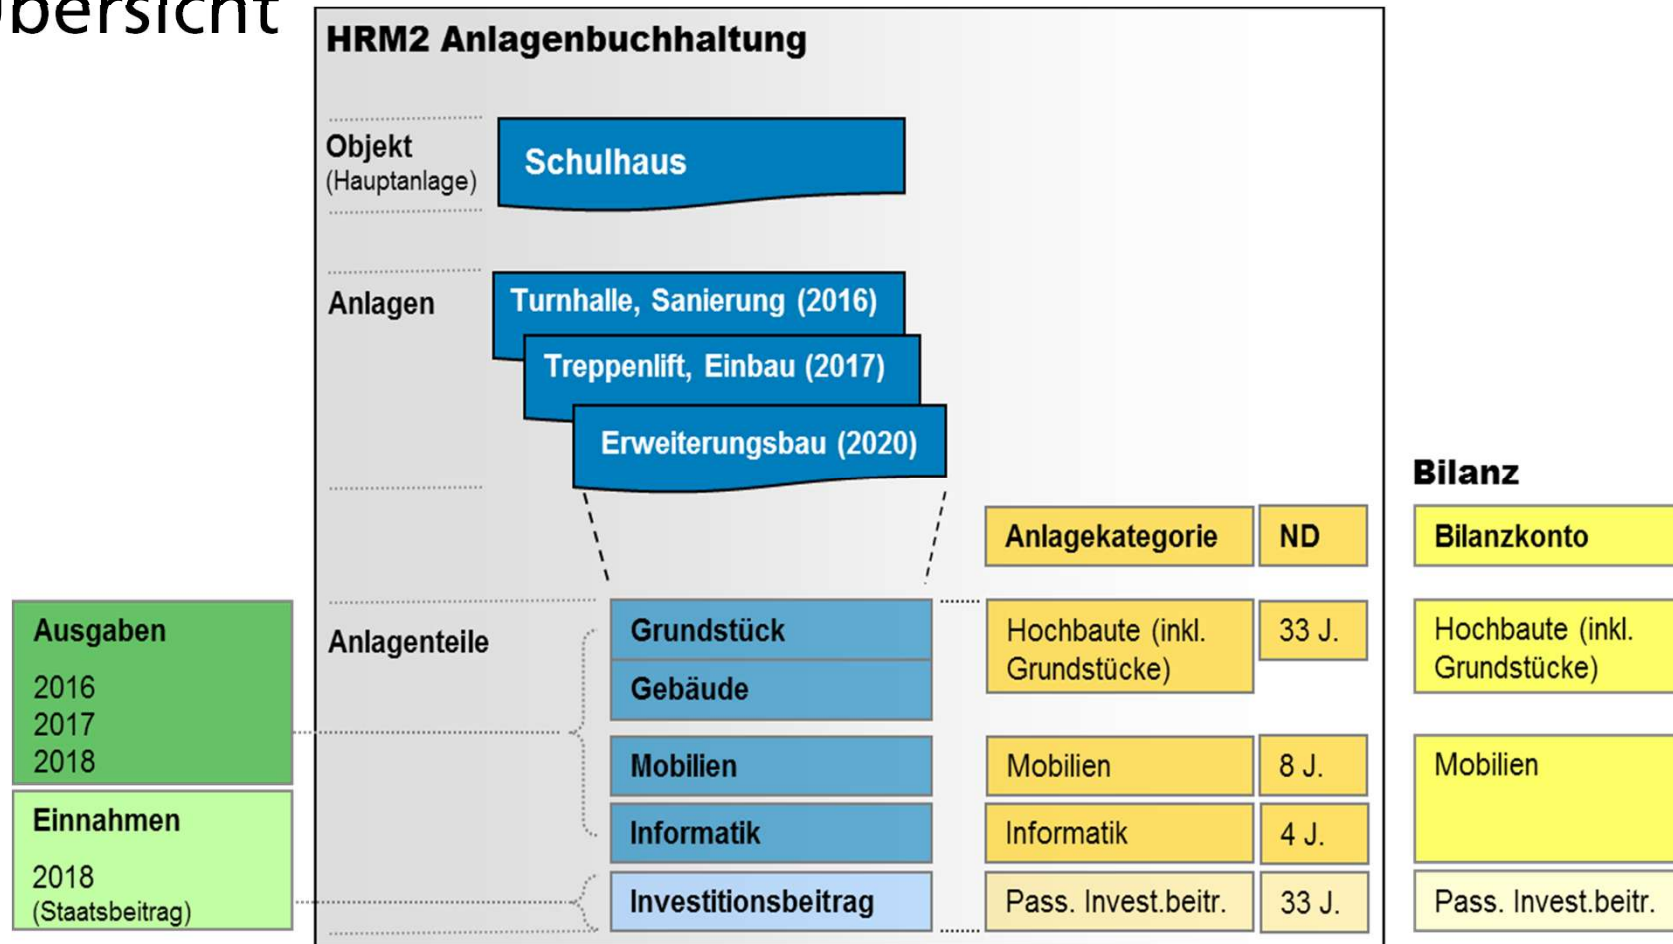 Übersicht
HRM2 Anlagenbuchhaltung
Objekt
(Hauptanlage)
Schulhaus
Anlagen
Turnhalle, Sanierung (2016)
Treppenlift, Einbau (2017)
Erweiterungsbau (2020)
Bilanz
Anlagekategorie
ND
Bilanzkonto
Ausgaben
2016
2017
2018
Einnahmen
2018
(Staatsbeitrag)
Anlagenteile
Grundstück
Gebäude
Hochbaute (inkl.
Grundstücke)
33 J.
Hochbaute (inkl.
Grundstücke)
Mobilien
Mobilien
8 J.
Mobilien
Informatik
Informatik
4 J.
Investitionsbeitrag
Pass. Invest.beitr.
33 J.
Pass. Invest.beitr.